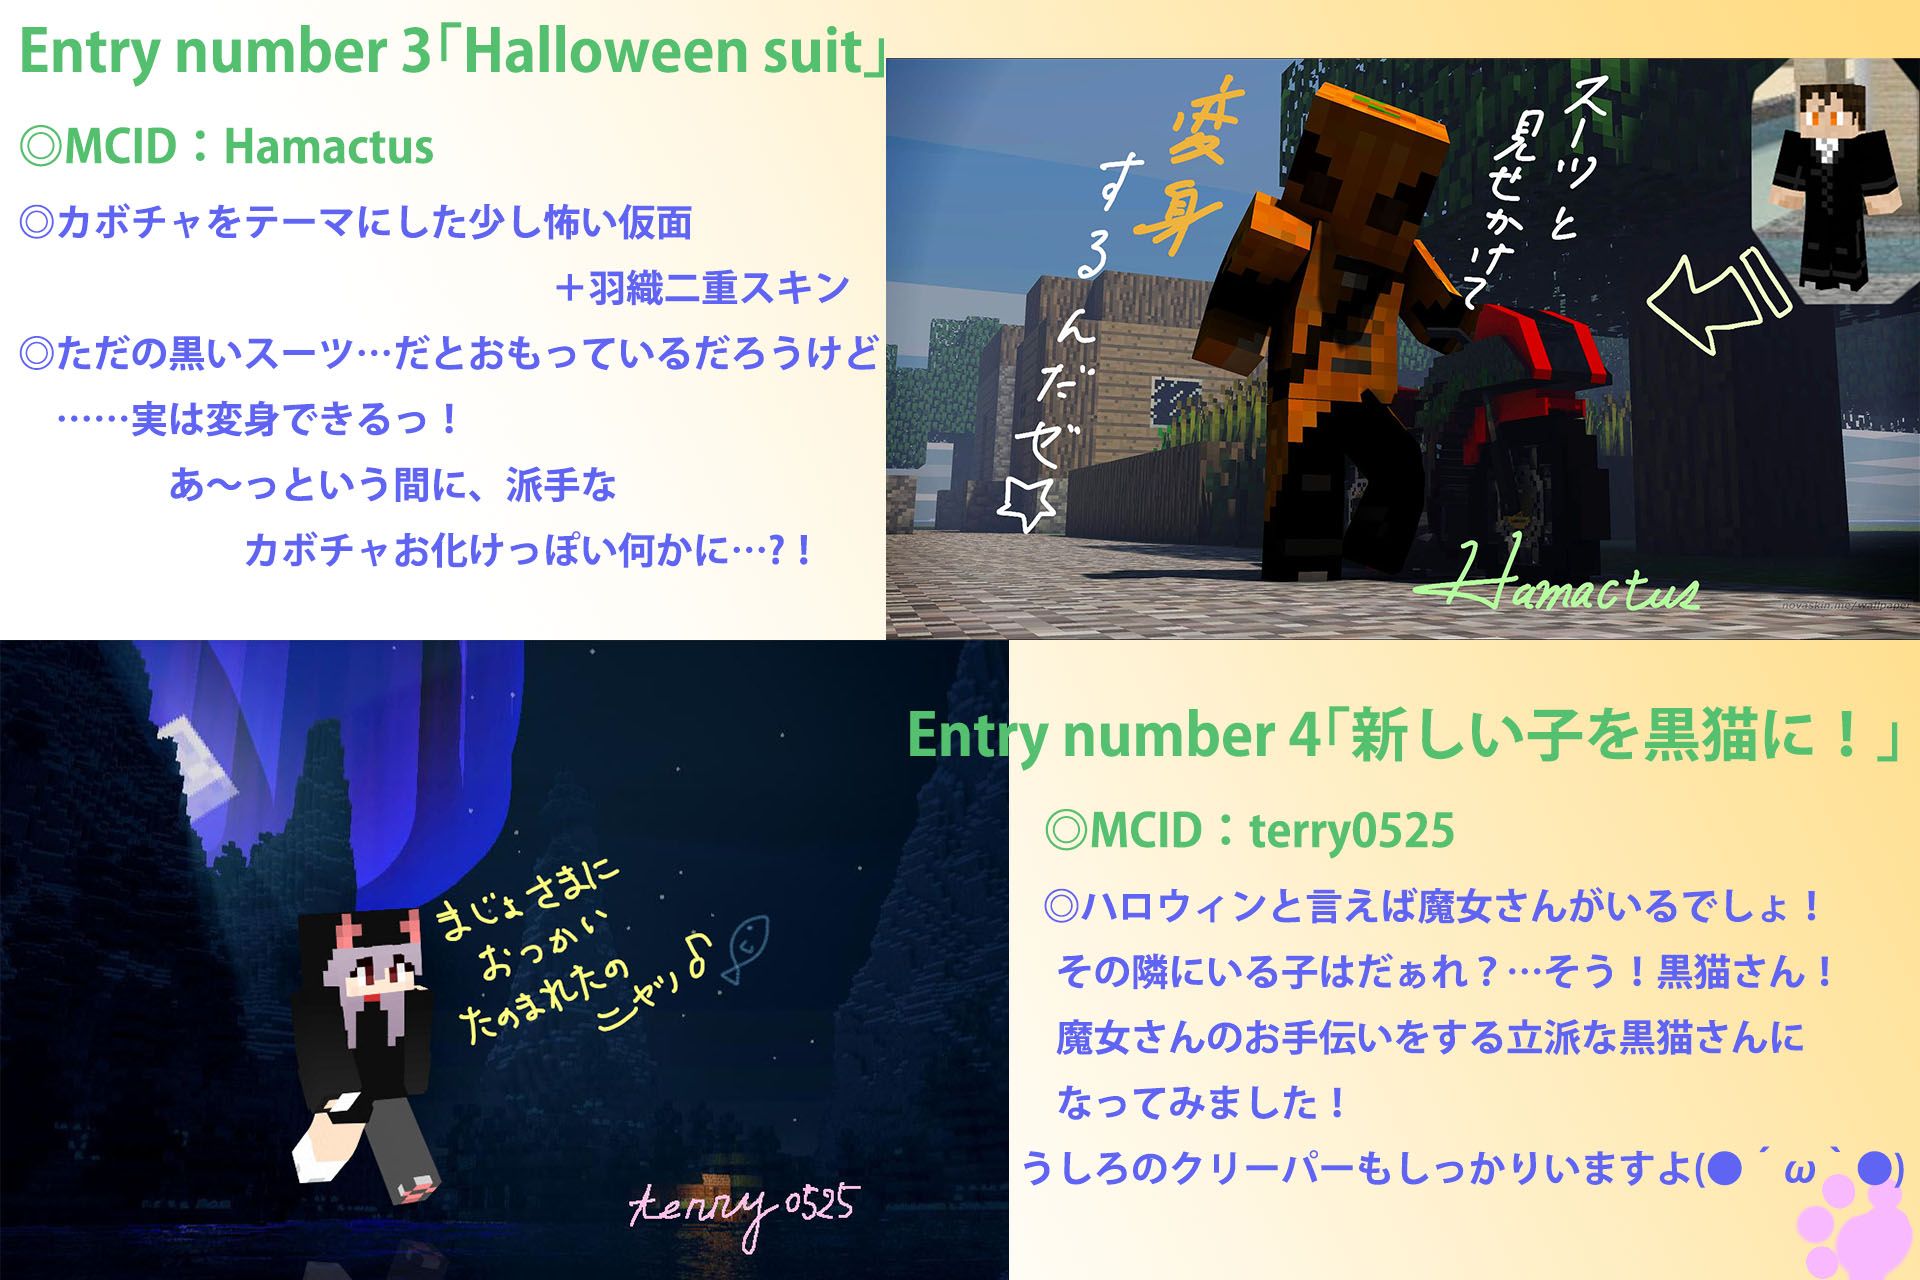 Entry number 3「Halloween suit」
◎MCID：Hamactus
◎カボチャをテーマにした少し怖い仮面
＋羽織二重スキン
◎ただの黒いスーツ…だとおもっているだろうけど
……実は変身できるっ！
あ～っという間に、派手な
カボチャお化けっぽい何かに…?！
スーツと
見せかけて
変身
するんだぜ☆
Hamactus
novaskin.me/wallpaper
まじょさまに
おつかい
たのまれたの
ニャ♪
terry0525
Entry number 4「新しい子を黒猫に！」
◎MCID：terry0525
◎ハロウィンと言えば魔女さんがいるでしょ！
その隣にいる子はだぁれ？…そう！黒猫さん！
魔女さんのお手伝いをする立派な黒猫さんに
なってみました！
うしろのクリーパーもしっかりいますよ(●´ω`●)